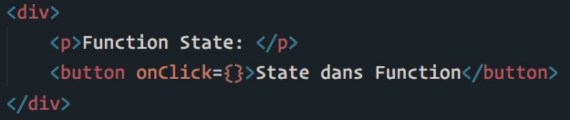 <div>
<p>Function State: </p>
<button onClick={}>State dans Function</button>
</div>